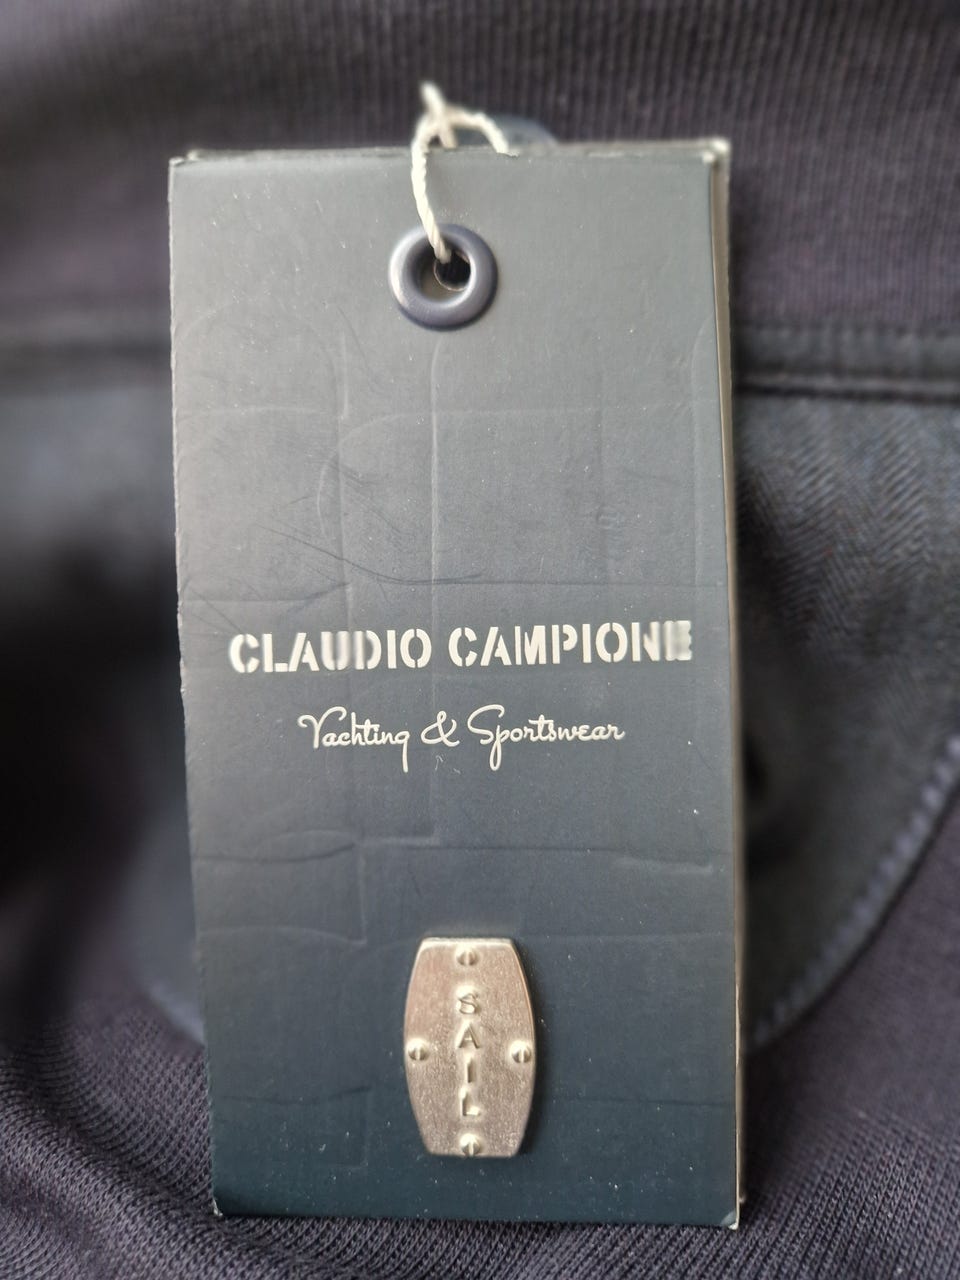 CLAUDIO CAMPIONE
Yachting & Sportswear
SAIL